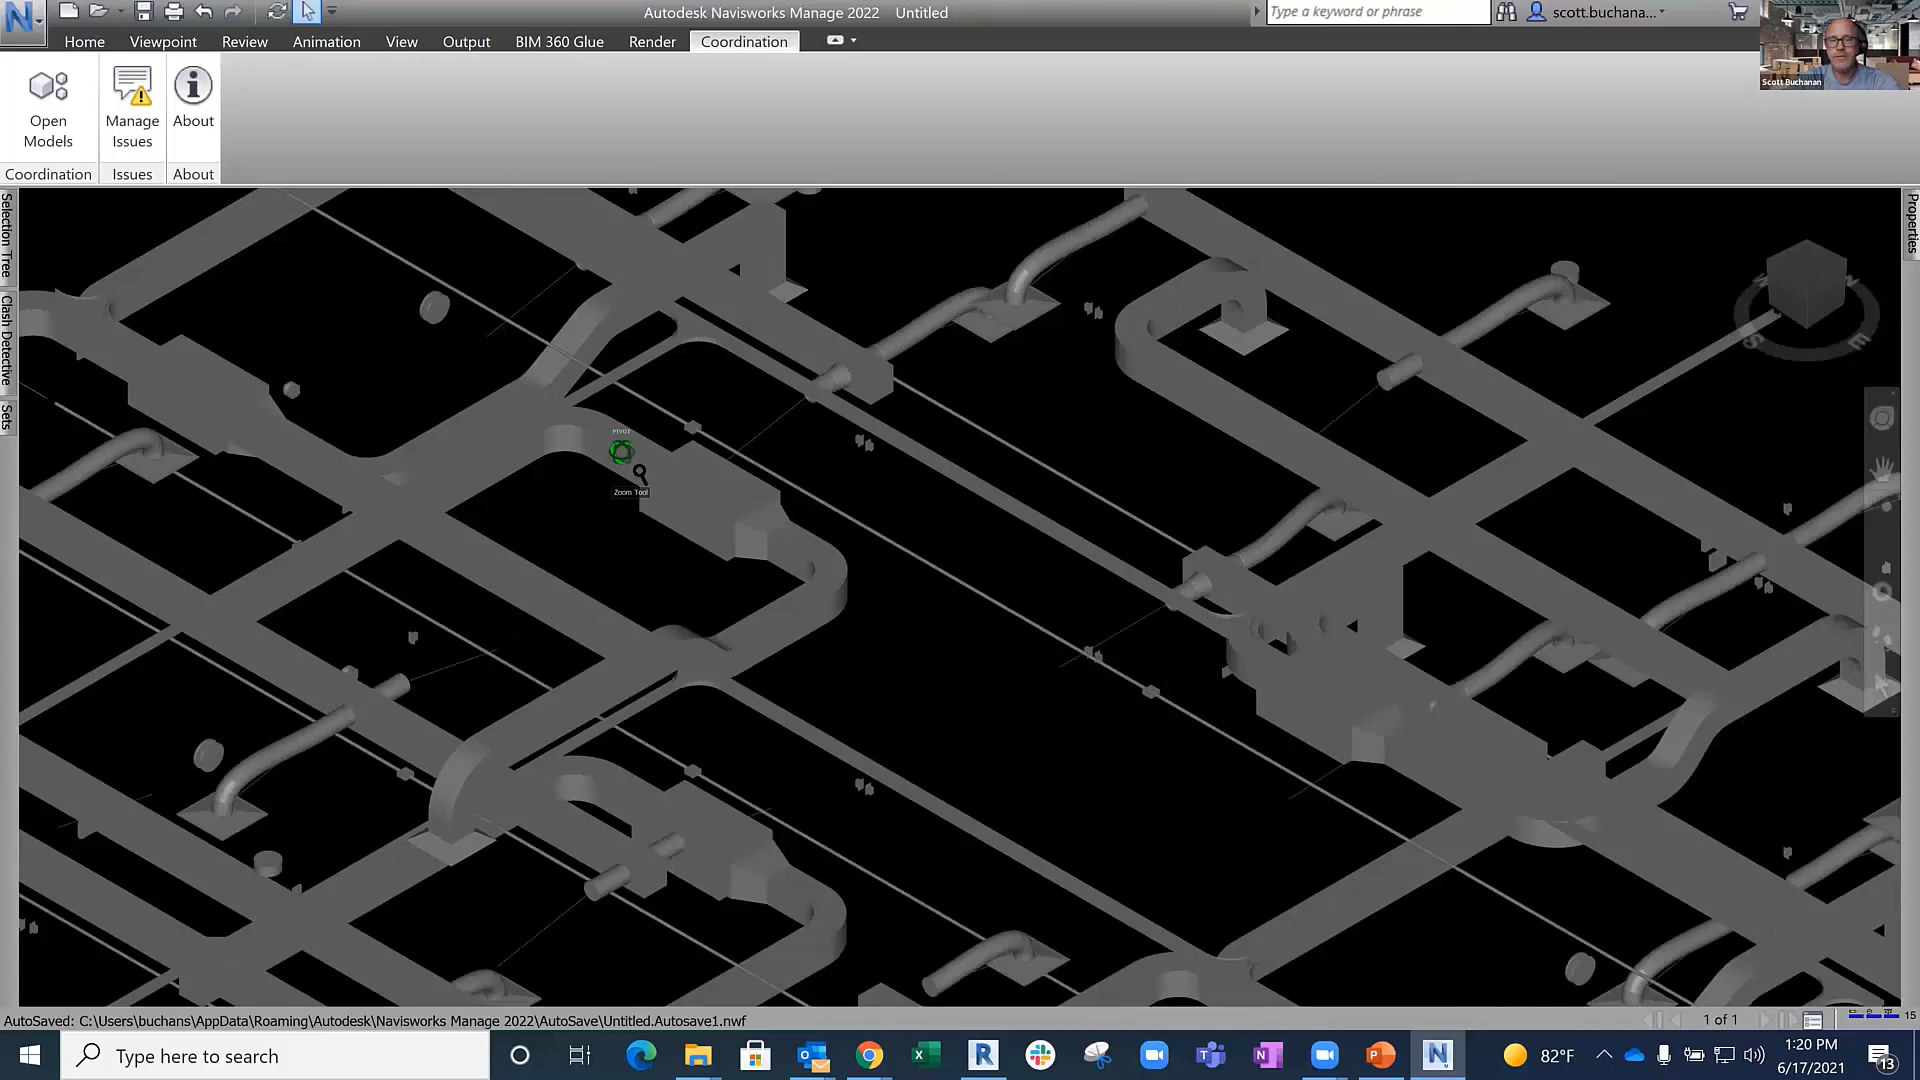 Autodesk Navisworks Manage 2022 Untitled
Type a keyword or phrase
scott.buchana...
Home Viewpoint Review Animation View Output BIM 360 Glue Render Coordination
Scott Buchanan
Open Models
Manage Issues
About
Coordination Issues About
Selection Tree
Clash Detective
Sets
Properties
S
E
PIVOT
Zoom Tool
AutoSaved: C:\Users\buchans\AppData\Roaming\Autodesk\Navisworks Manage 2022\AutoSave\Untitled.Autosave1.nwf
1 of 1
15
Type here to search
82°F
1:20 PM
6/17/2021
13